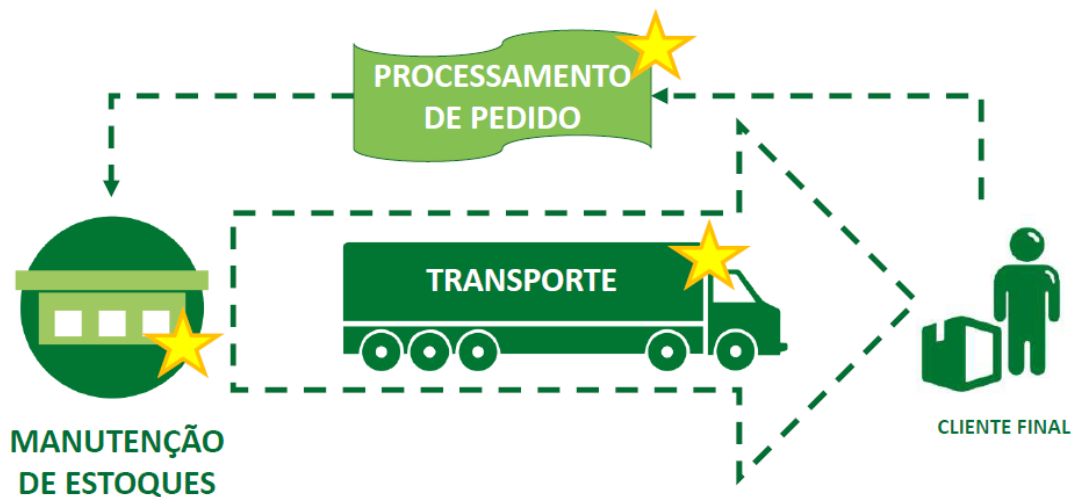 PROCESSAMENTO
DE PEDIDO
TRANSPORTE
MANUTENÇÃO
DE ESTOQUES
CLIENTE FINAL